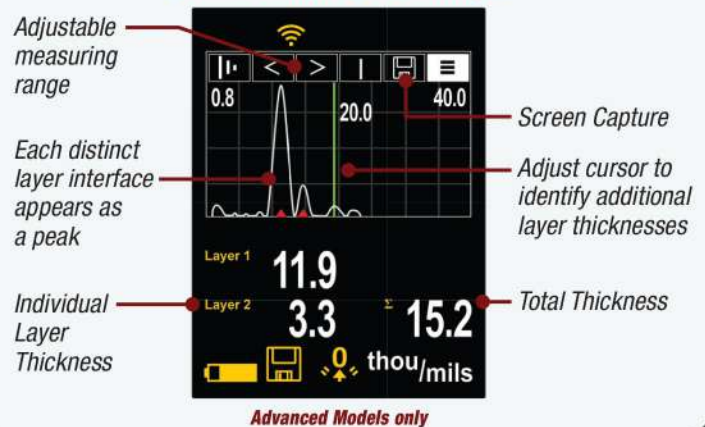 Adjustable
measuring
range
Each distinct
layer interface
appears as
a peak
Individual
Layer
Thickness
0.8
20.0
40.0
Layer 1
11.9
Layer 2
3.3
Σ
15.2
0
thou/mils
Screen Capture
Adjust cursor to
identify additional
layer thicknesses
Total Thickness
Advanced Models only